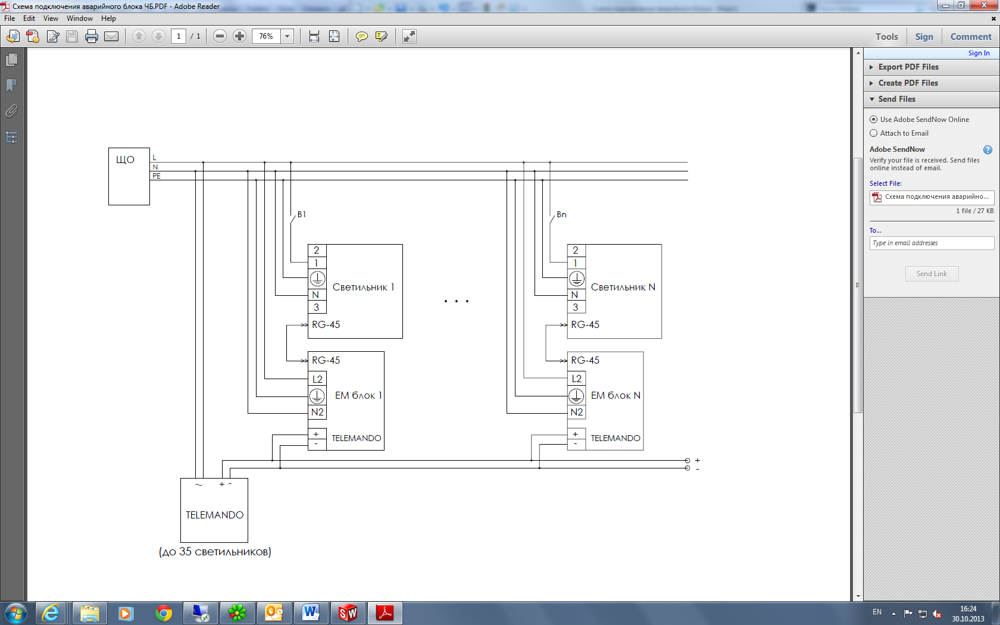 Схема подключения аварийного блока ЧБ.PDF - Adobe Reader
File Edit View Window Help
1 / 1 76% Tools Sign Comment
Sign In
Export PDF Files
Create PDF Files
Send Files
Use Adobe SendNow Online
Attach to Email
Adobe SendNow
Verify your file is received. Send files
online instead of email.
Select File:
Схема подключения аварийно...
1 file / 27 KB
To...
Type in email addresses
Send Link
ЩО
L
N
PE
B1
Bn
2
1
N
3
Светильник 1
RG-45
. . .
2
1
N
3
Светильник N
RG-45
RG-45
L2
N2
EM блок 1
+
-
TELEMANDO
RG-45
L2
N2
EM блок N
+
-
TELEMANDO
+
-
~ + -
TELEMANDO
(до 35 светильников)
EN
16:24
30.10.2013